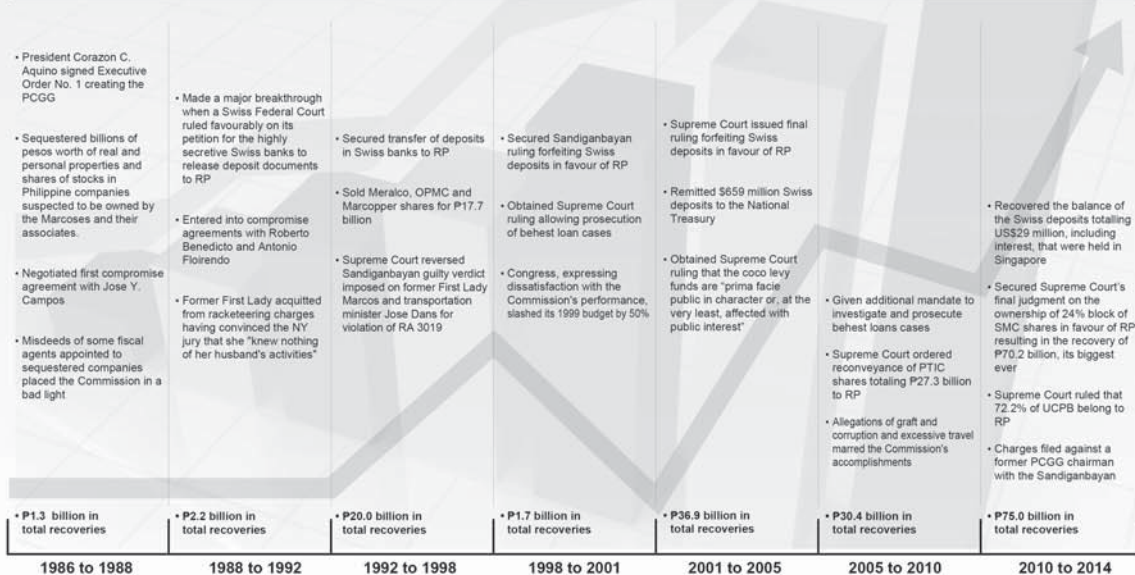 • President Corazon C.
Aquino signed Executive
Order No. 1 creating the
PCGG
• Sequestered billions of
pesos worth of real and
personal properties and
shares of stocks in
Philippine companies
suspected to be owned by
the Marcoses and their
associates.
• Negotiated first compromise
agreement with Jose Y.
Campos
• Misdeeds of some fiscal
agents appointed to
sequestered companies
placed the Commission in a
bad light
• ₱1.3 billion in
total recoveries
1986 to 1988
• Made a major breakthrough
when a Swiss Federal Court
ruled favourably on its
petition for the highly
secretive Swiss banks to
release deposit documents
to RP
• Entered into compromise
agreements with Roberto
Benedicto and Antonio
Floirendo
• Former First Lady acquitted
from racketeering charges
having convinced the NY
jury that she "knew nothing
of her husband's activities"
₱2.2 billion in
total recoveries
1988 to 1992
• Secured transfer of deposits
in Swiss banks to RP
• Sold Meralco, OPMC and
Marcopper shares for ₱17.7
billion
• Supreme Court reversed
Sandiganbayan guilty verdict
imposed on former First Lady
Marcos and transportation
minister Jose Dans for
violation of RA 3019
• ₱20.0 billion in
total recoveries
1992 to 1998
• Secured Sandiganbayan
ruling forfeiting Swiss
deposits in favour of RP
• Obtained Supreme Court
ruling allowing prosecution
of behest loan cases
• Congress, expressing
dissatisfaction with the
Commission's performance,
slashed its 1999 budget by 50%
• ₱1.7 billion in
total recoveries
1998 to 2001
• Supreme Court issued final
ruling forfeiting Swiss
deposits in favour of RP
• Remitted $659 million Swiss
deposits to the National
Treasury
• Obtained Supreme Court
ruling that the coco levy
funds are "prima facie
public in character or, at the
very least, affected with
public interest"
• ₱36.9 billion in
total recoveries
2001 to 2005
• Given additional mandate to
investigate and prosecute
behest loans cases
• Supreme Court ordered
reconveyance of PTIC
shares totaling ₱27.3 billion
to RP
• Allegations of graft and
corruption and excessive travel
marred the Commission's
accomplishments
• ₱30.4 billion in
total recoveries
2005 to 2010
• Recovered the balance of
the Swiss deposits totalling
US$29 million, including
interest, that were held in
Singapore
• Secured Supreme Court's
final judgment on the
ownership of 24% block of
SMC shares in favour of RP
resulting in the recovery of
₱70.2 billion, its biggest
ever
• Supreme Court ruled that
72.2% of UCPB belong to
RP
• Charges filed against a
former PCGG chairman
with the Sandiganbayan
• ₱75.0 billion in
total recoveries
2010 to 2014